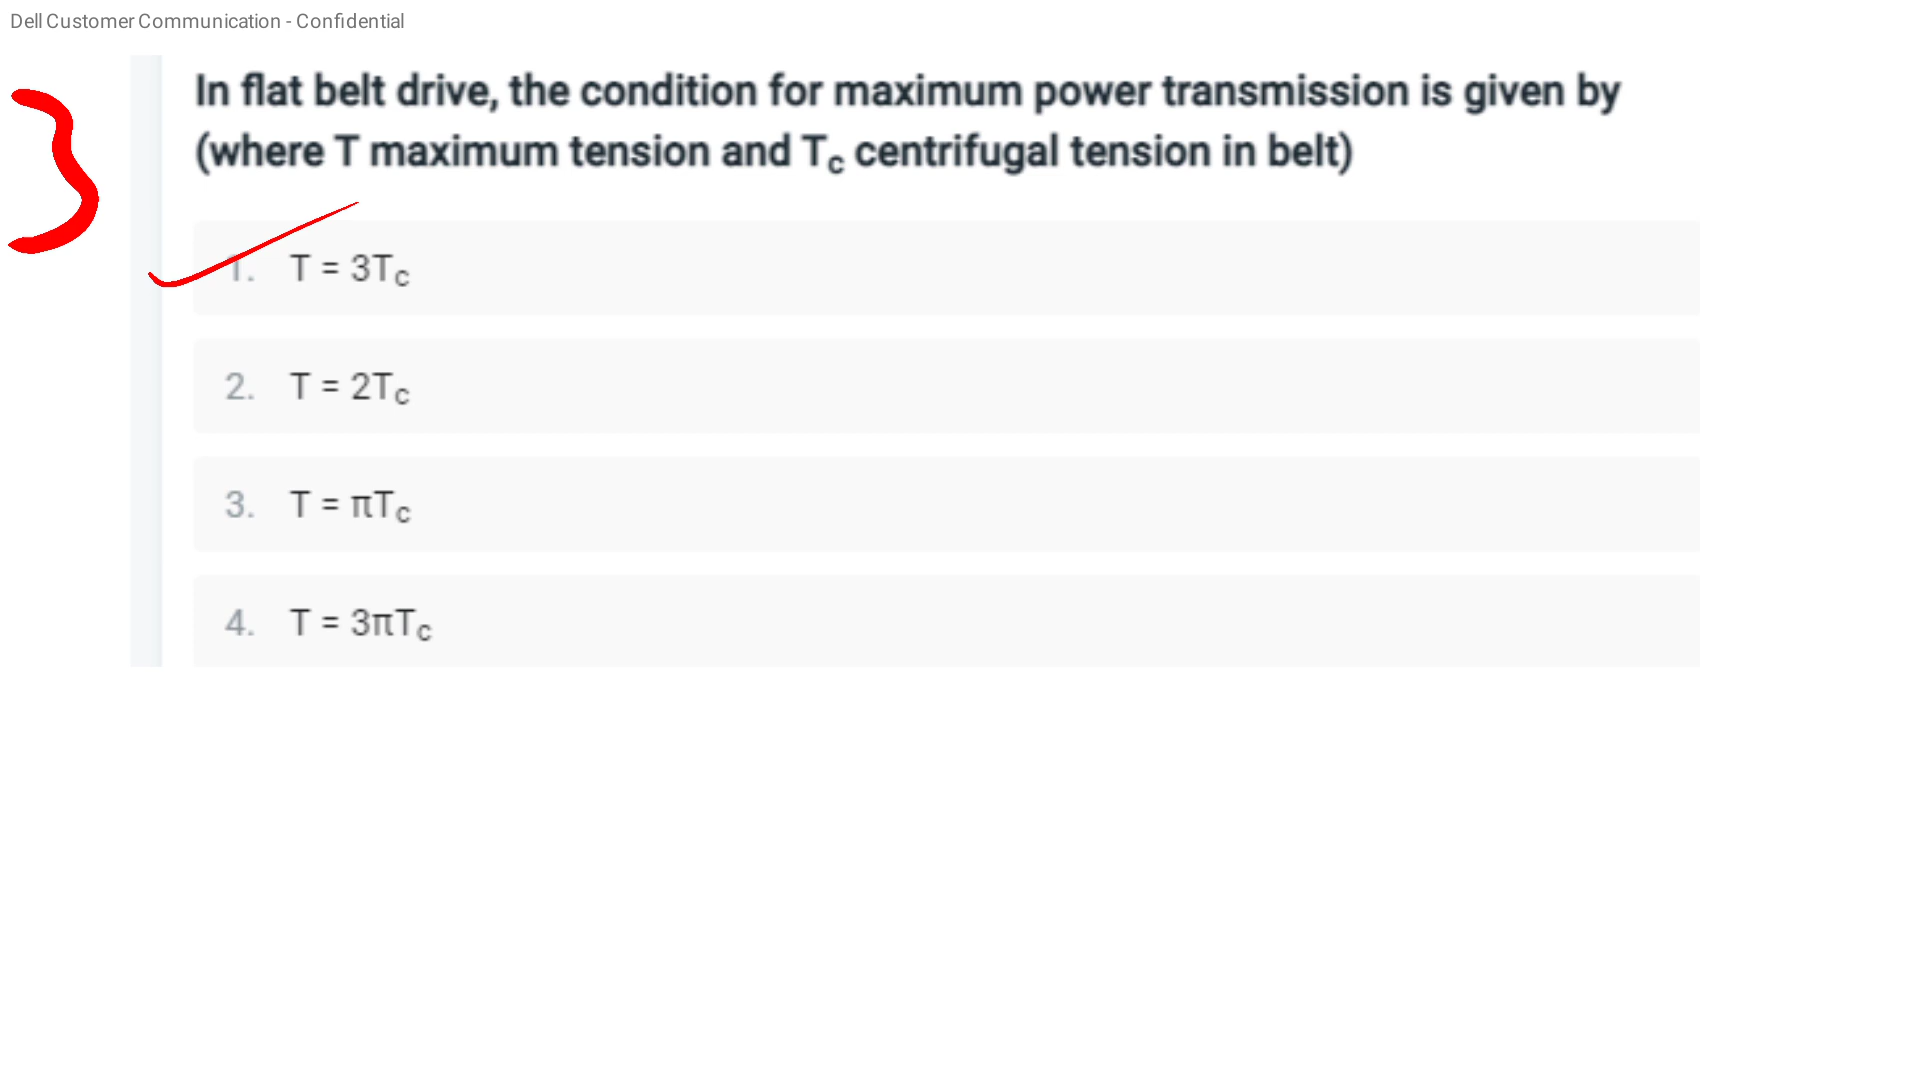 Dell Customer Communication - Confidential
3
In flat belt drive, the condition for maximum power transmission is given by
(where T maximum tension and Tc centrifugal tension in belt)
1. T = 3Tc
2. T = 2Tc
3. T = πTc
4. T = 3πTc